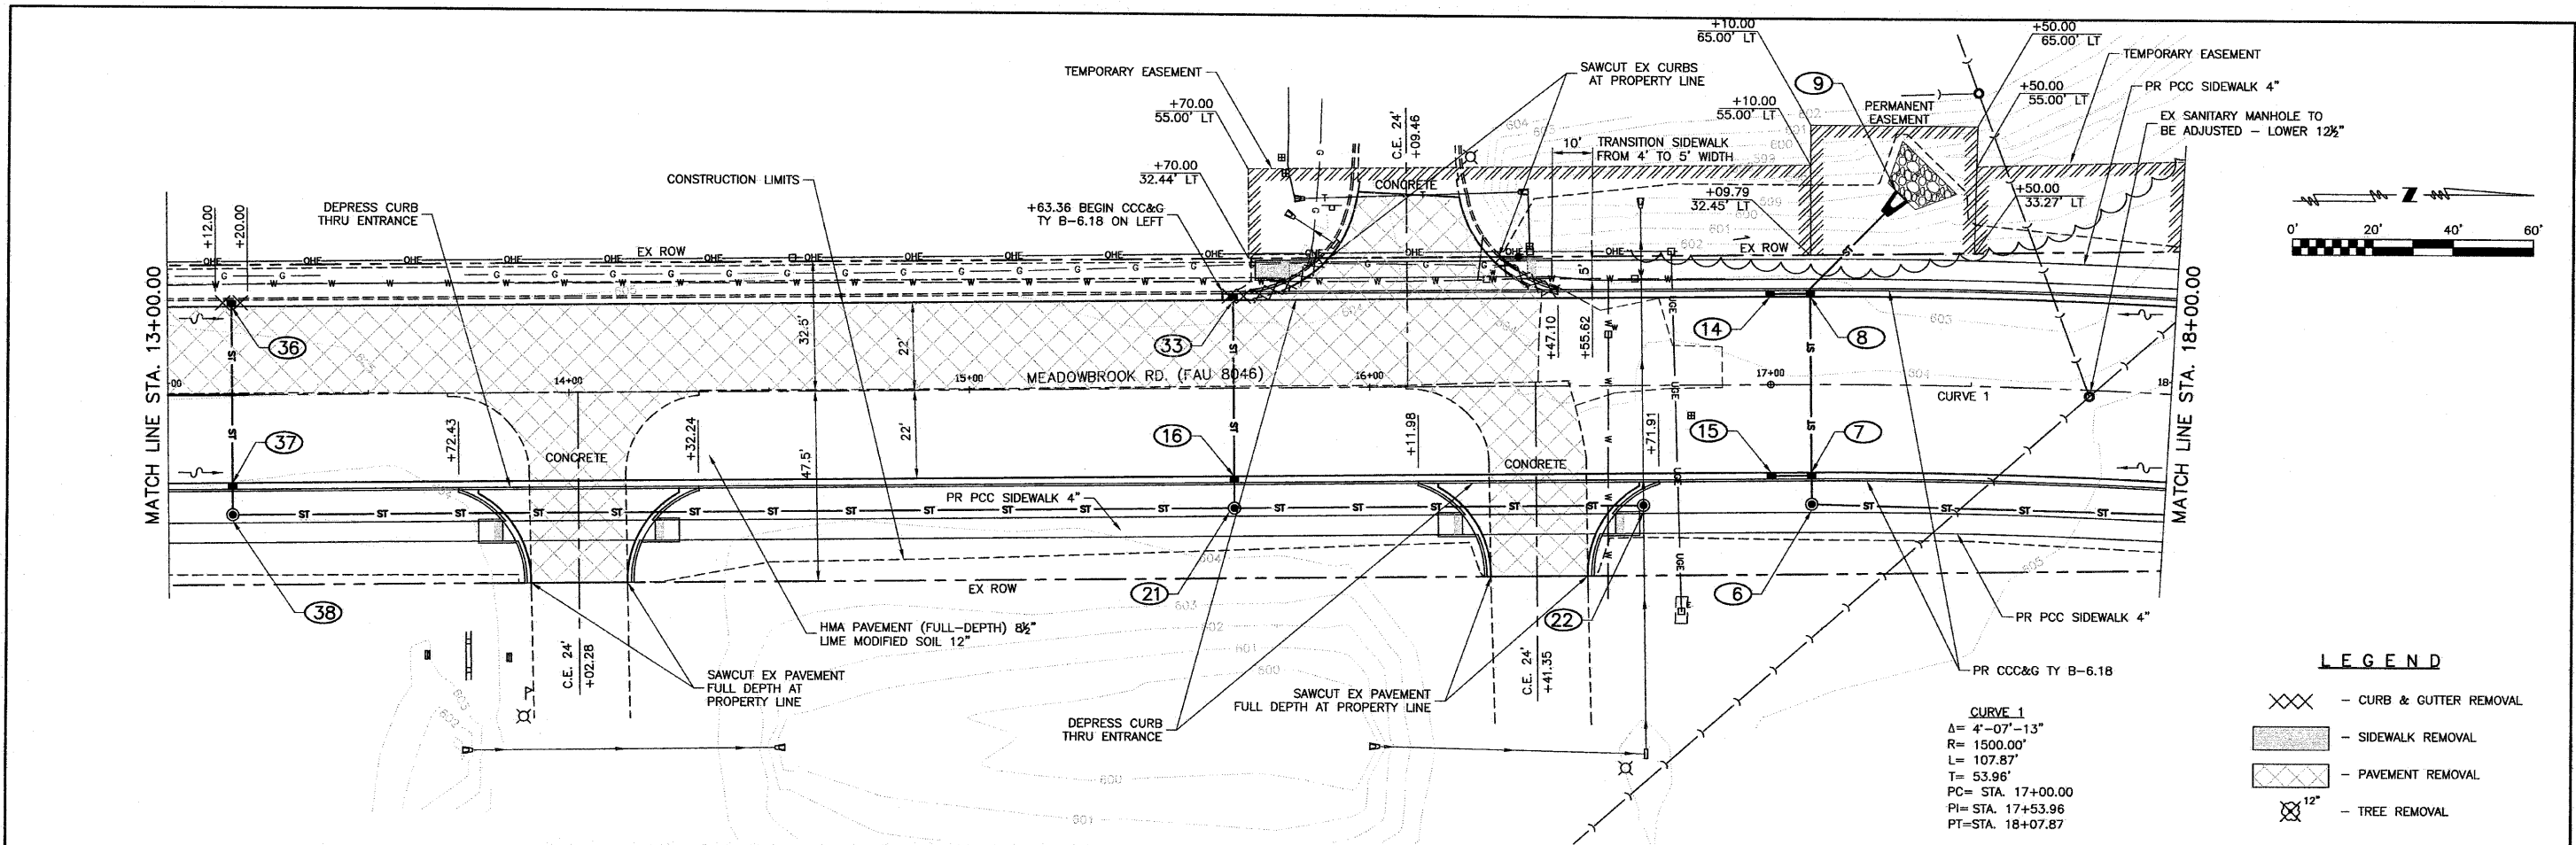 +10.00
65.00' LT
+50.00
65.00' LT
TEMPORARY EASEMENT
SAWCUT EX CURBS
AT PROPERTY LINE
9
TEMPORARY EASEMENT
PR PCC SIDEWALK 4"
+70.00
55.00' LT
C.E. 24'
+09.46
+10.00
55.00' LT
PERMANENT
EASEMENT
+50.00
55.00' LT
EX SANITARY MANHOLE TO
BE ADJUSTED - LOWER 12½"
10'
TRANSITION SIDEWALK
FROM 4' TO 5' WIDTH
CONSTRUCTION LIMITS
+70.00
32.44' LT
CONCRETE
+09.79
32.45' LT
+50.00
33.27' LT
DEPRESS CURB
THRU ENTRANCE
+63.36 BEGIN CCC&G
TY B-6.18 ON LEFT
+12.00
+20.00
EX ROW
EX ROW
Z
0' 20' 40' 60'
5'
MATCH LINE STA. 13+00.00
MATCH LINE STA. 18+00.00
36
33
14
8
32.5'
22'
+47.10
+55.62
14+00
15+00
MEADOWBROOK RD. (FAU 8046)
16+00
17+00
CURVE 1
37
+72.43
+32.24
22'
47.5'
16
+11.98
+71.91
15
7
CONCRETE
CONCRETE
PR PCC SIDEWALK 4"
38
EX ROW
21
22
6
HMA PAVEMENT (FULL-DEPTH) 8½"
LIME MODIFIED SOIL 12"
PR PCC SIDEWALK 4"
C.E. 24'
+02.28
SAWCUT EX PAVEMENT
FULL DEPTH AT
PROPERTY LINE
SAWCUT EX PAVEMENT
FULL DEPTH AT PROPERTY LINE
C.E. 24'
+41.35
PR CCC&G TY B-6.18
DEPRESS CURB
THRU ENTRANCE
CURVE 1
Δ= 4°-07'-13"
R= 1500.00'
L= 107.87'
T= 53.96'
PC= STA. 17+00.00
PI= STA. 17+53.96
PT=STA. 18+07.87
LEGEND
- CURB & GUTTER REMOVAL
- SIDEWALK REMOVAL
- PAVEMENT REMOVAL
12" - TREE REMOVAL